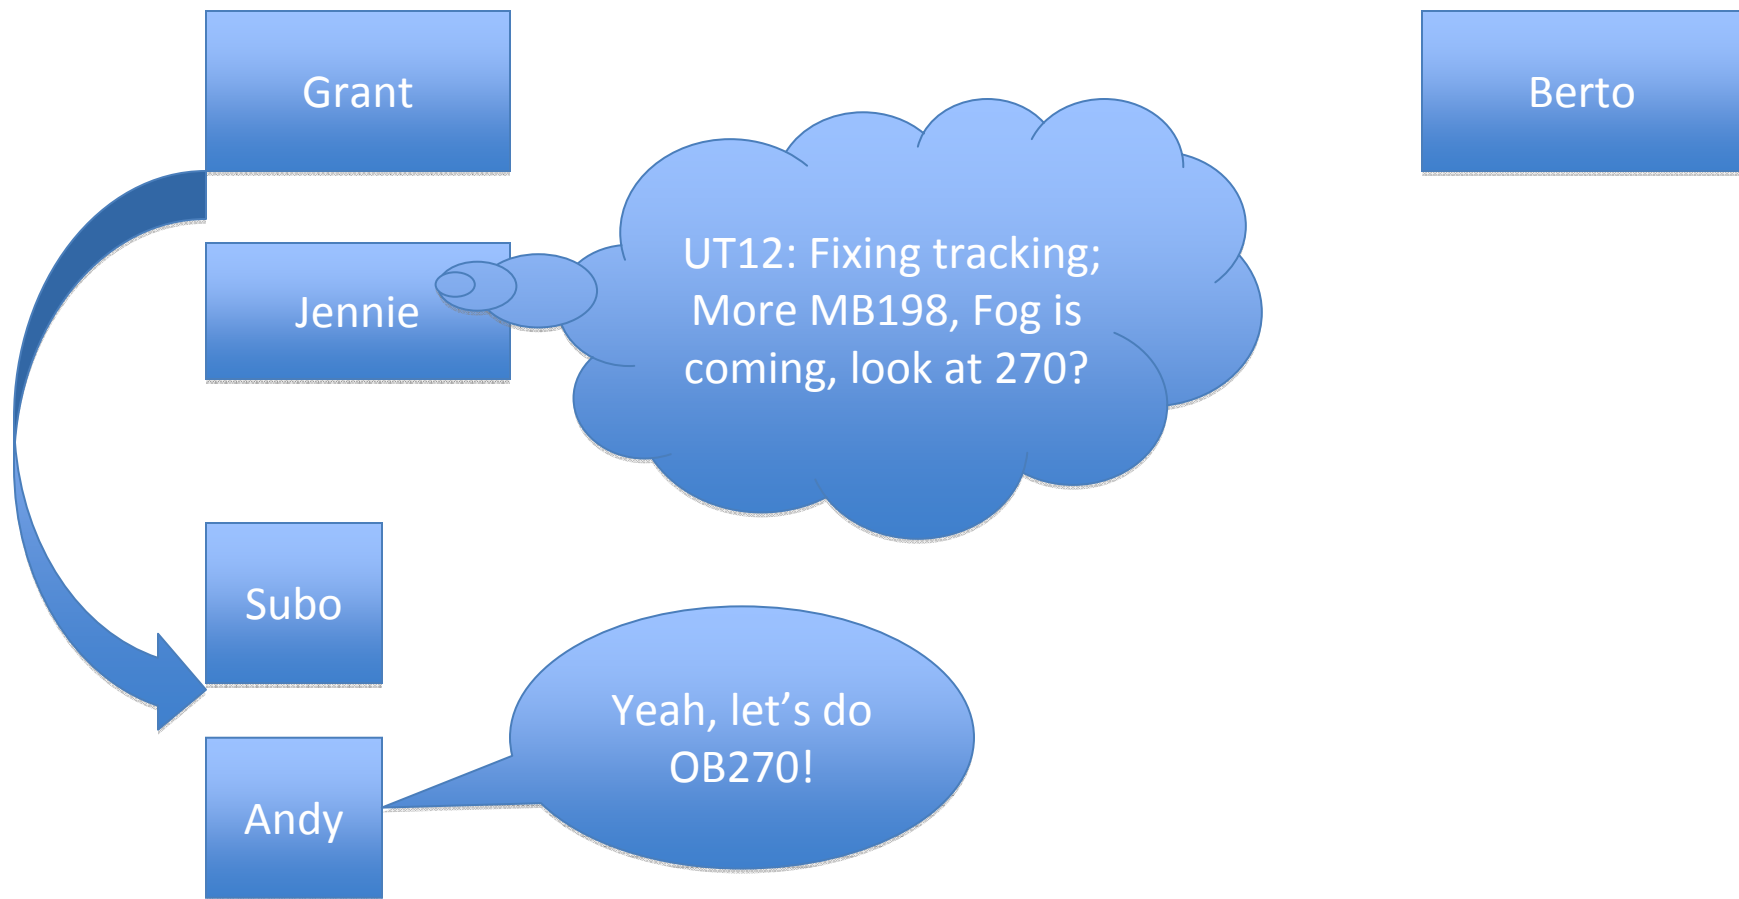 Grant
Berto
Jennie
UT12: Fixing tracking;
More MB198, Fog is
coming, look at 270?
Subo
Yeah, let’s do
OB270!
Andy